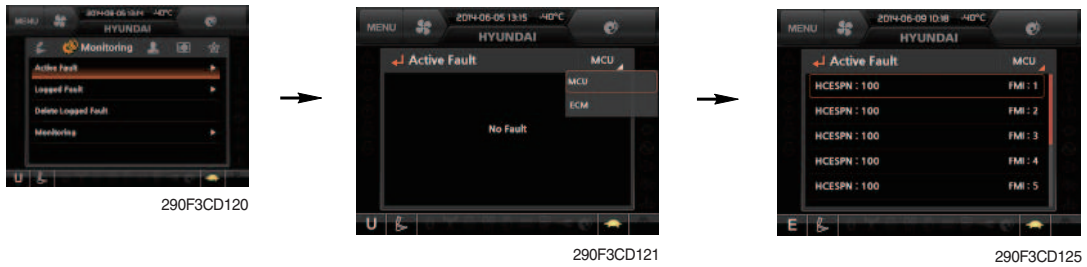 2014-06-05 13:14 -40°C
MENU
HYUNDAI
Monitoring
Active Fault
Logged Fault
Delete Logged Fault
Monitoring
U
290F3CD120
2014-06-05 13:15 -40°C
MENU
HYUNDAI
Active Fault MCU
MCU
ECM
No Fault
U
290F3CD121
2014-06-09 10:18 -40°C
MENU
HYUNDAI
Active Fault MCU
HCESPN : 100 FMI : 1
HCESPN : 100 FMI : 2
HCESPN : 100 FMI : 3
HCESPN : 100 FMI : 4
HCESPN : 100 FMI : 5
E
290F3CD125